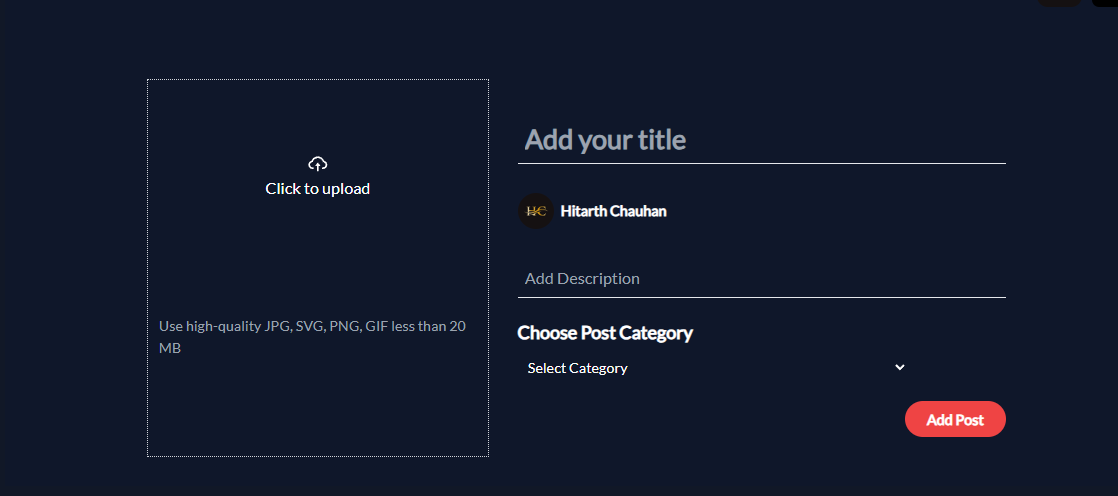 Click to upload
Use high-quality JPG, SVG, PNG, GIF less than 20
MB
Add your title
HC Hitarth Chauhan
Add Description
Choose Post Category
Select Category
Add Post